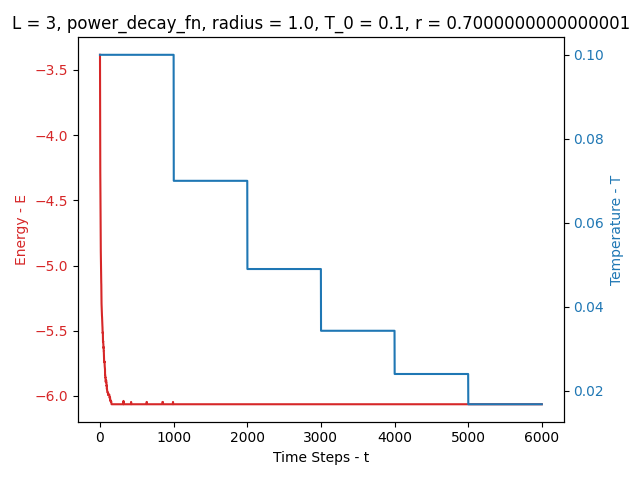 L = 3, power_decay_fn, radius = 1.0, T_0 = 0.1, r = 0.7000000000000001
−3.5
−4.0
−4.5
−5.0
−5.5
−6.0
Energy - E
0.10
0.08
0.06
0.04
0.02
Temperature - T
0 1000 2000 3000 4000 5000 6000
Time Steps - t